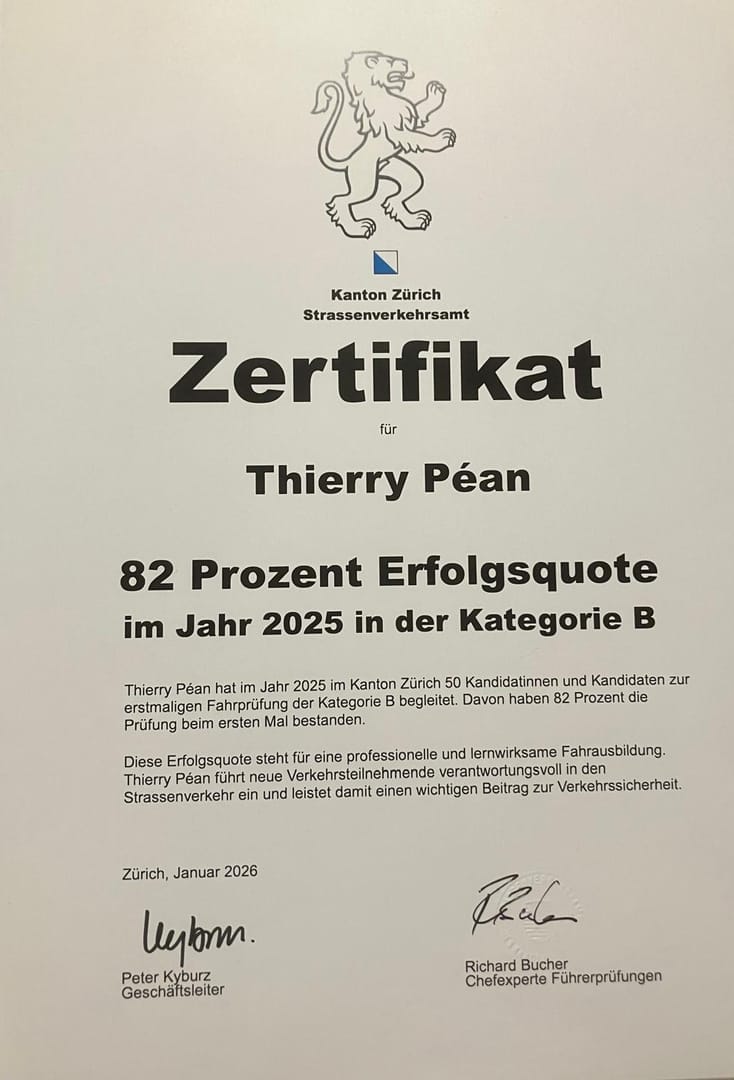 Kanton Zürich
Strassenverkehrsamt
Zertifikat
für
Thierry Péan
82 Prozent Erfolgsquote
im Jahr 2025 in der Kategorie B
Thierry Péan hat im Jahr 2025 im Kanton Zürich 50 Kandidatinnen und Kandidaten zur
erstmaligen Fahrprüfung der Kategorie B begleitet. Davon haben 82 Prozent die
Prüfung beim ersten Mal bestanden.
Diese Erfolgsquote steht für eine professionelle und lernwirksame Fahrausbildung.
Thierry Péan führt neue Verkehrsteilnehmende verantwortungsvoll in den
Strassenverkehr ein und leistet damit einen wichtigen Beitrag zur Verkehrssicherheit.
Zürich, Januar 2026
Peter Kyburz
Geschäftsleiter
Richard Bucher
Chefexperte Führerprüfungen